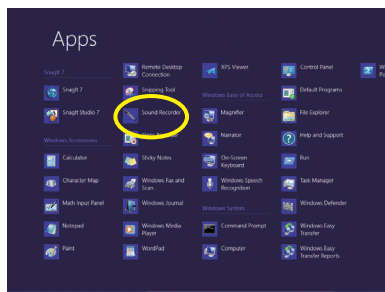 Apps
SnagIt 7
SnagIt 7
SnagIt Studio 7
Windows Accessories
Calculator
Character Map
Math Input Panel
Notepad
Paint
Remote Desktop
Connection
Snipping Tool
Sound Recorder
Sticky Notes
Windows Fax and
Scan
Windows Journal
Windows Media
Player
WordPad
XPS Viewer
Windows Ease of Access
Magnifier
Narrator
On-Screen
Keyboard
Windows Speech
Recognition
Windows System
Command Prompt
Computer
Control Panel
Default Programs
File Explorer
Help and Support
Run
Task Manager
Windows Defender
Windows Easy
Transfer
Windows Easy
Transfer Reports